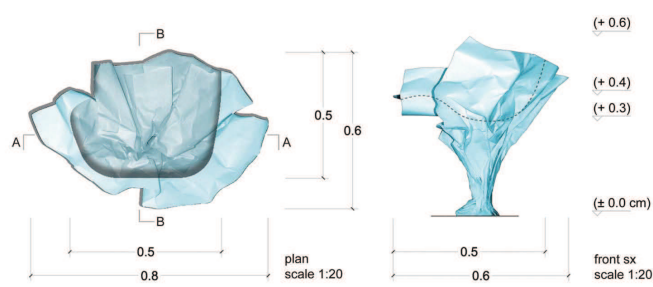 B
A
A
B
0.5
0.6
0.5
0.8
plan
scale 1:20
(+ 0.6)
(+ 0.4)
(+ 0.3)
(± 0.0 cm)
0.5
0.6
front sx
scale 1:20